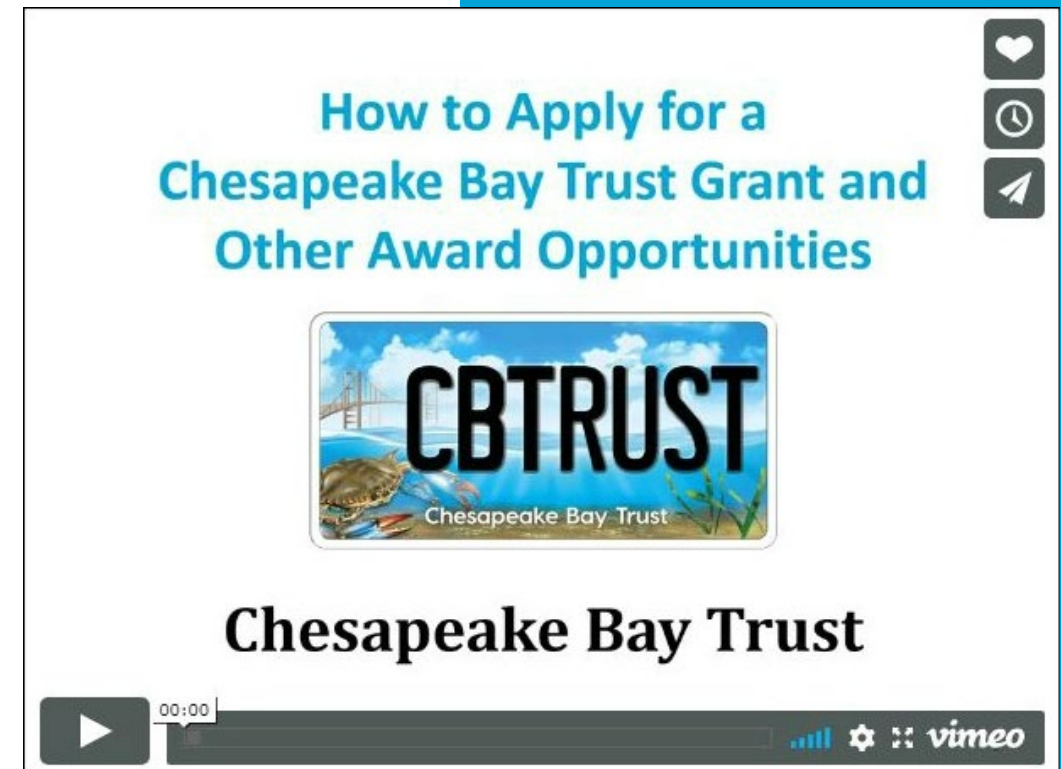 How to Apply for a
Chesapeake Bay Trust Grant and
Other Award Opportunities
CBTRUST
Chesapeake Bay Trust
Chesapeake Bay Trust
00:00
vimeo